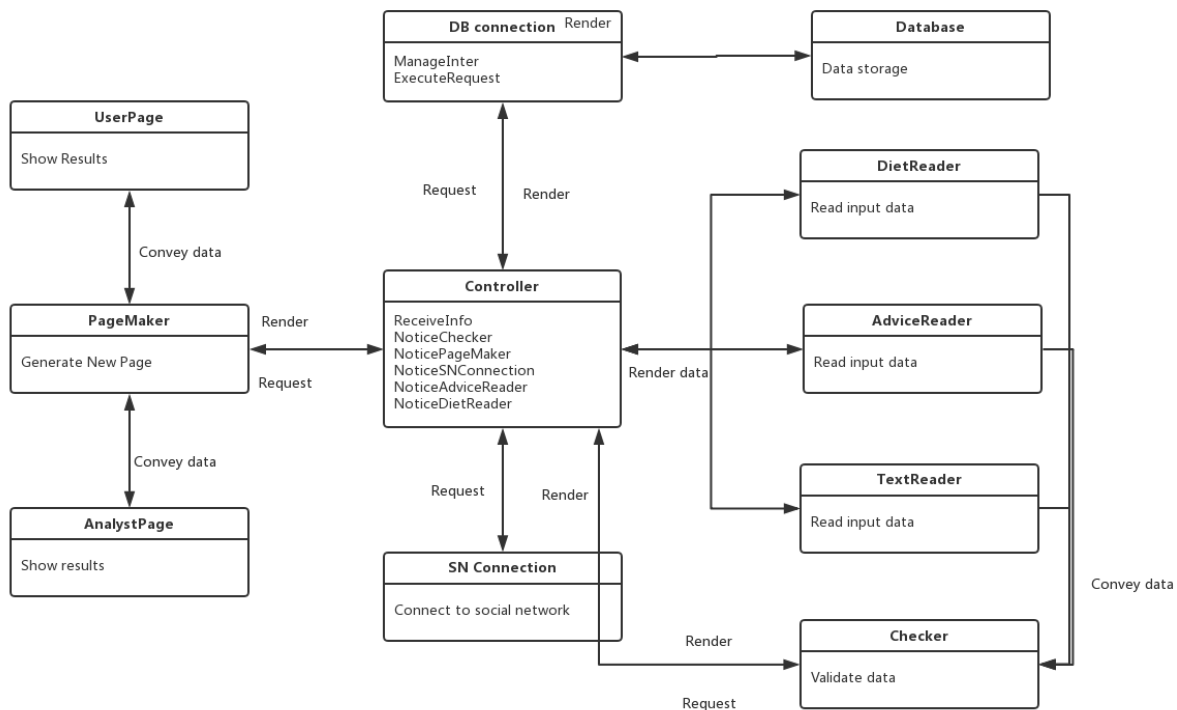 DB connection
Render
ManageInter
ExecuteRequest
Database
Data storage
UserPage
Show Results
DietReader
Read input data
Request
Render
Convey data
Controller
ReceiveInfo
NoticeChecker
NoticePageMaker
NoticeSNConnection
NoticeAdviceReader
NoticeDietReader
PageMaker
Generate New Page
Render
Request
AdviceReader
Read input data
Render data
Convey data
Request
Render
TextReader
Read input data
AnalystPage
Show results
SN Connection
Connect to social network
Convey data
Render
Request
Checker
Validate data